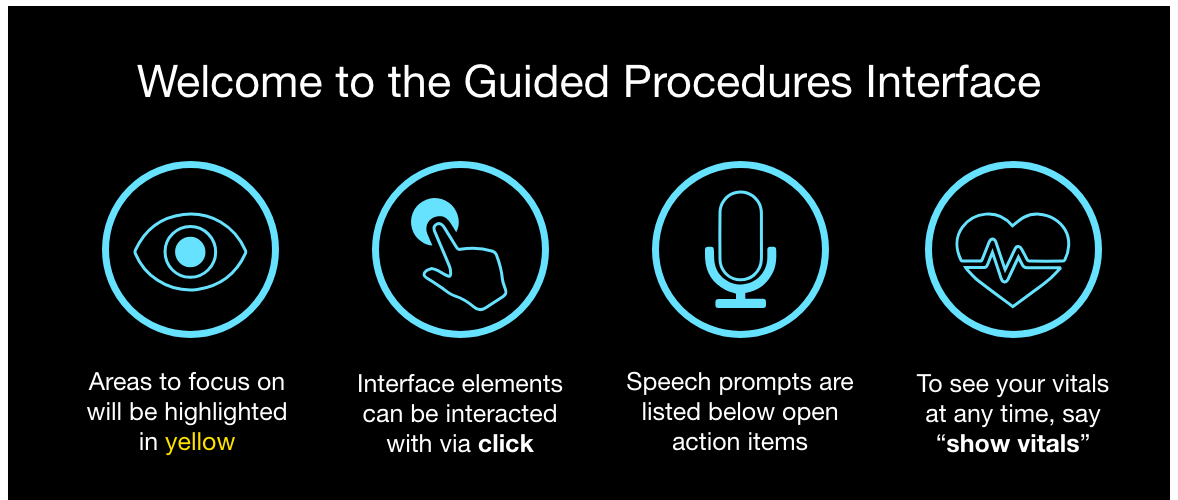 Welcome to the Guided Procedures Interface
Areas to focus on
will be highlighted
in yellow
Interface elements
can be interacted
with via click
Speech prompts are
listed below open
action items
To see your vitals
at any time, say
“show vitals”